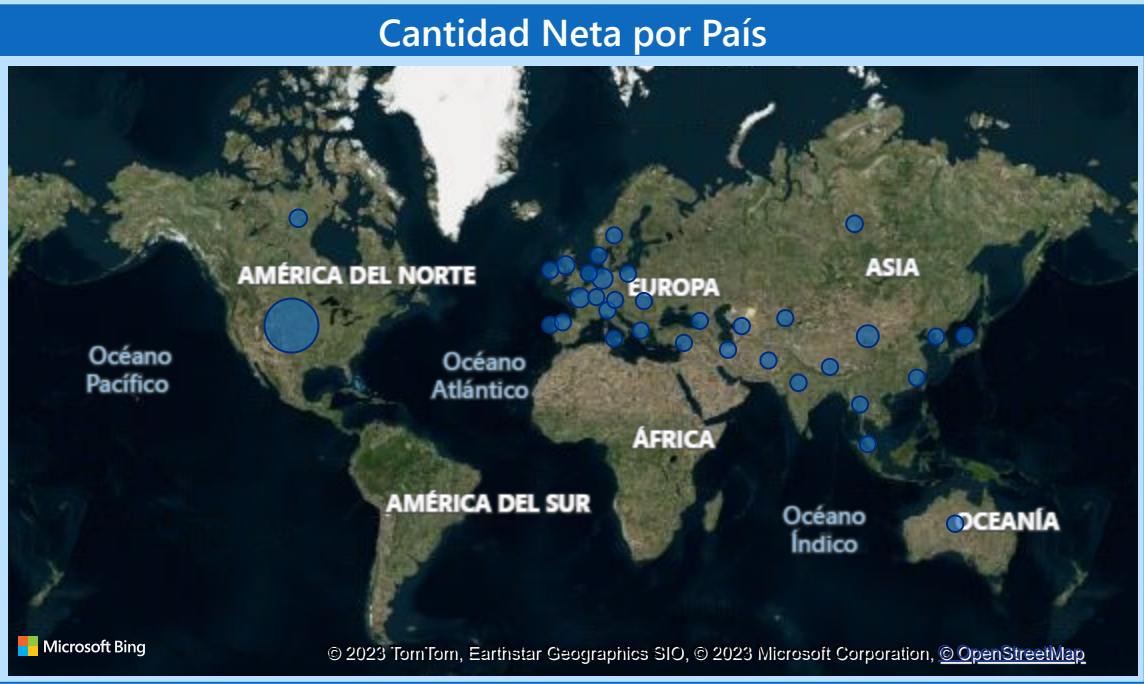 Cantidad Neta por País
AMÉRICA DEL NORTE
EUROPA
ASIA
Océano
Pacífico
Océano
Atlántico
ÁFRICA
AMÉRICA DEL SUR
Océano
Índico
OCEANÍA
Microsoft Bing
© 2023 TomTom, Earthstar Geographics SIO, © 2023 Microsoft Corporation, © OpenStreetMap